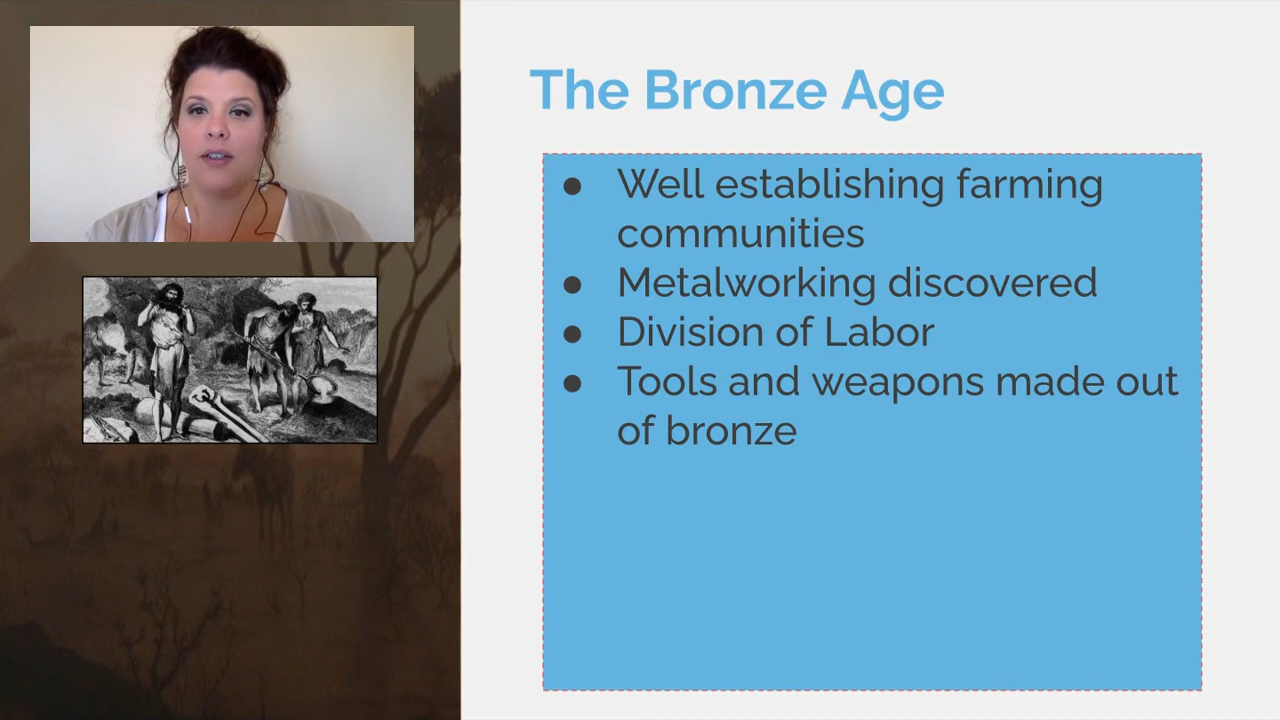 The Bronze Age
● Well establishing farming
communities
● Metalworking discovered
● Division of Labor
● Tools and weapons made out
of bronze